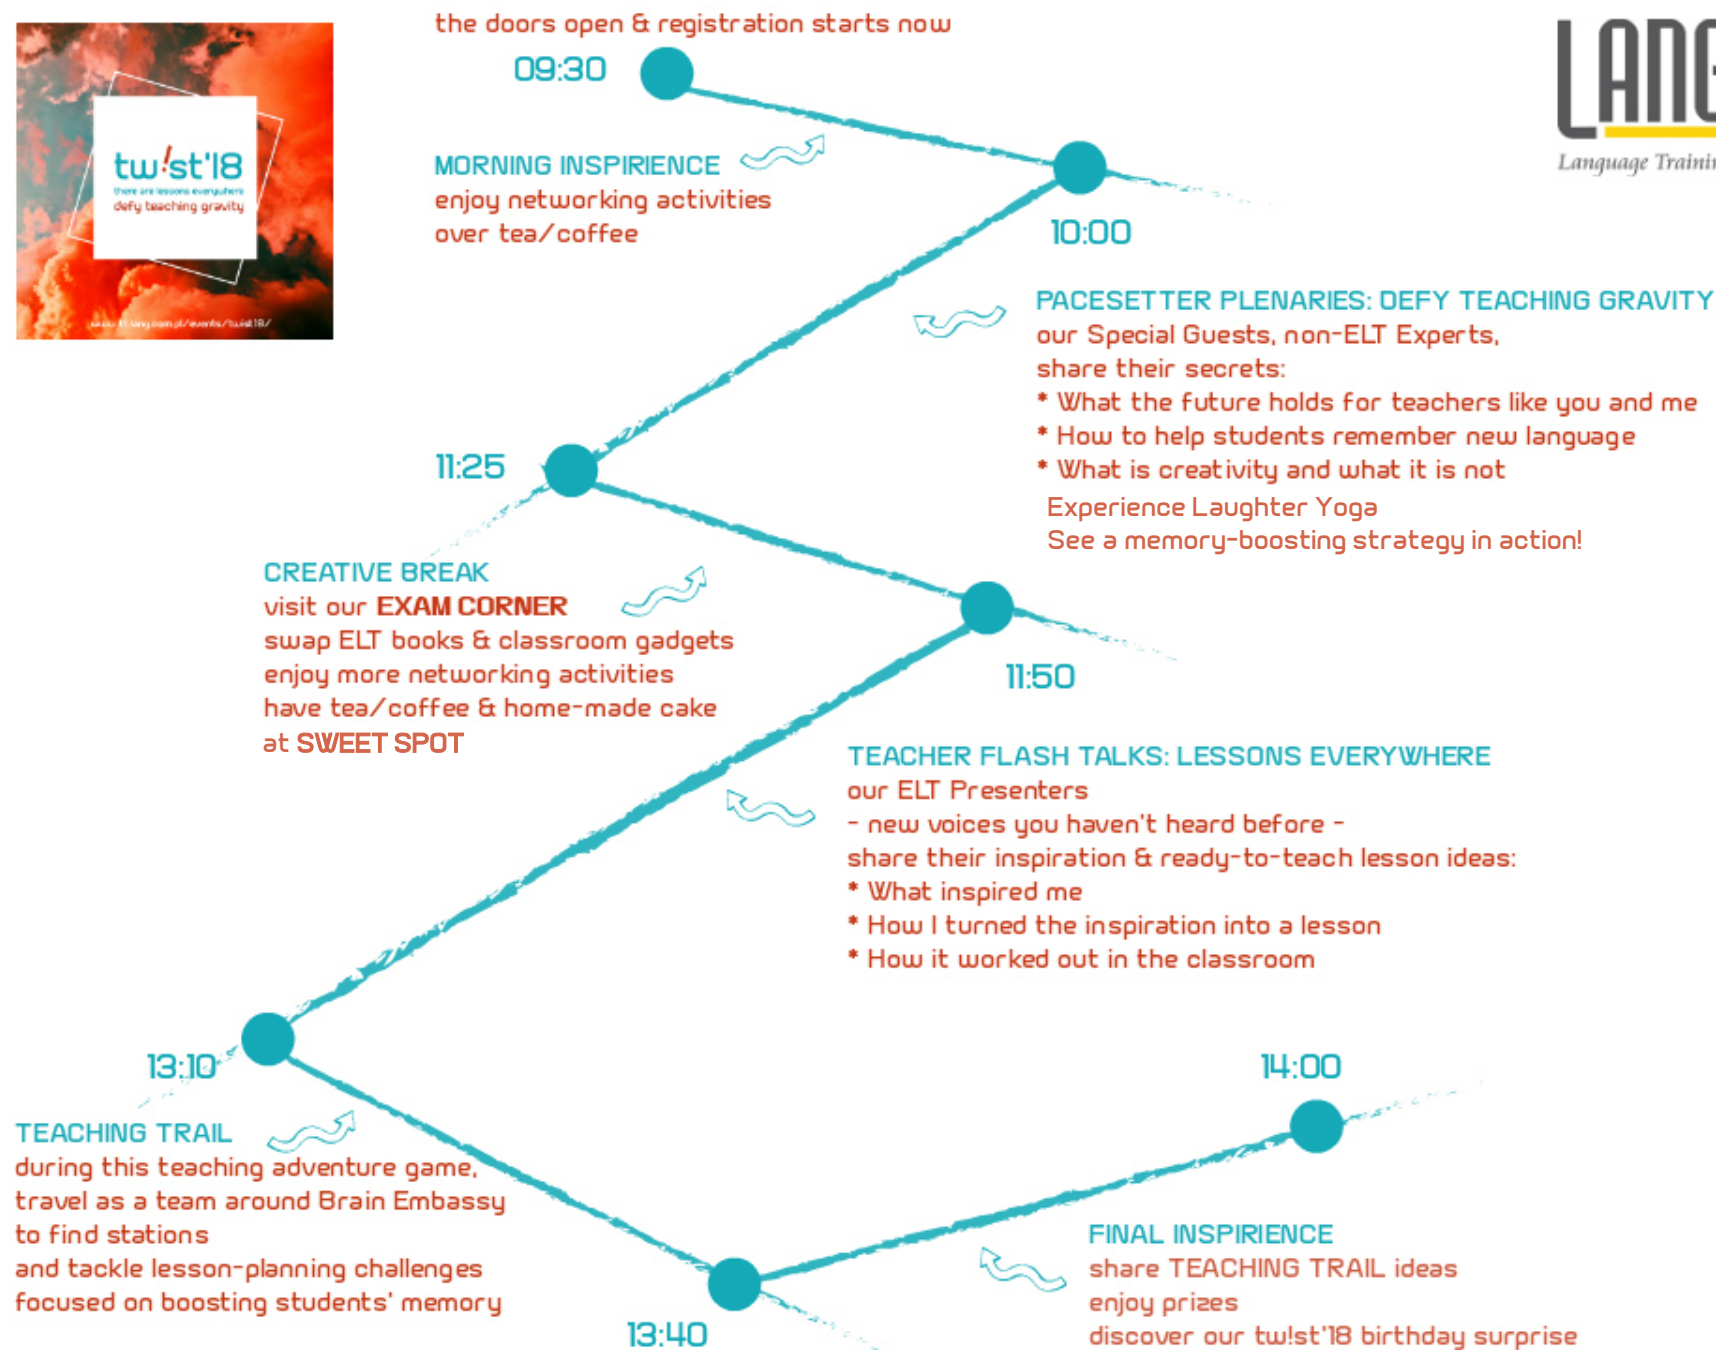 the doors open & registration starts now
09:30
tw!st'18
there are lessons everywhere
defy teaching gravity
LANG
Language Training
MORNING INSPIRIENCE
enjoy networking activities
over tea/coffee
10:00
PACESETTER PLENARIES: DEFY TEACHING GRAVITY
our Special Guests, non-ELT Experts,
share their secrets:
* What the future holds for teachers like you and me
* How to help students remember new language
* What is creativity and what it is not
Experience Laughter Yoga
See a memory-boosting strategy in action!
11:25
CREATIVE BREAK
visit our EXAM CORNER
swap ELT books & classroom gadgets
enjoy more networking activities
have tea/coffee & home-made cake
at SWEET SPOT
11:50
TEACHER FLASH TALKS: LESSONS EVERYWHERE
our ELT Presenters
- new voices you haven't heard before -
share their inspiration & ready-to-teach lesson ideas:
* What inspired me
* How I turned the inspiration into a lesson
* How it worked out in the classroom
13:10
TEACHING TRAIL
during this teaching adventure game,
travel as a team around Brain Embassy
to find stations
and tackle lesson-planning challenges
focused on boosting students' memory
13:40
14:00
FINAL INSPIRIENCE
share TEACHING TRAIL ideas
enjoy prizes
discover our tw!st'18 birthday surprise